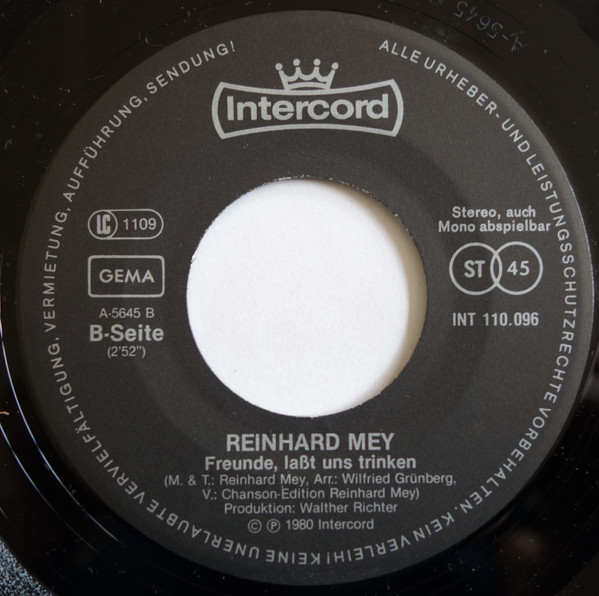 ALLE URHEBER- UND LEISTUNGSSCHUTZRECHTE VORBEHALTEN. KEIN VERLEIH! KEINE UNERLAUBTE VERVIELFÄLTIGUNG, VERMIETUNG, AUFFÜHRUNG, SENDUNG!
Intercord
LC 1109
GEMA
A-5645 B
B-Seite
(2'52")
Stereo, auch
Mono abspielbar
ST 45
INT 110.096
REINHARD MEY
Freunde, laßt uns trinken
(M. & T.: Reinhard Mey, Arr.: Wilfried Grünberg,
V.: Chanson-Edition Reinhard Mey)
Produktion: Walther Richter
© ℗ 1980 Intercord